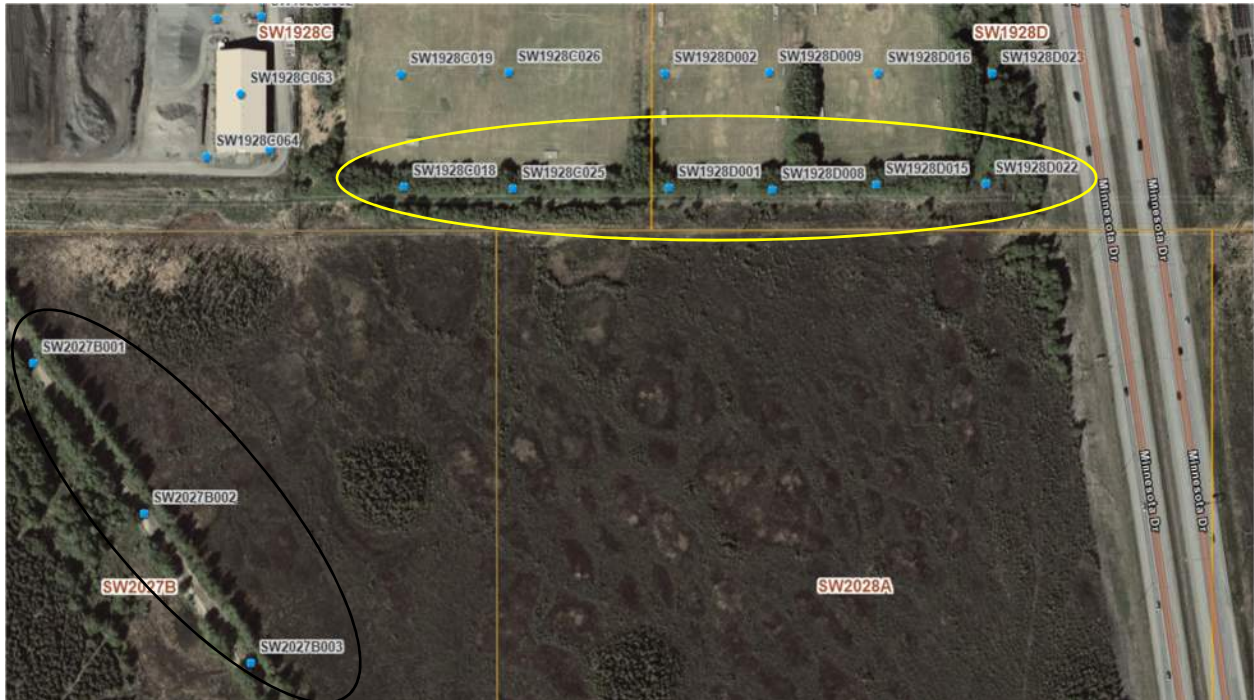 SW1928C
SW1928D
SW1928C019
SW1928C026
SW1928D002
SW1928D009
SW1928D016
SW1928D023
SW1928C063
SW1928C064
SW1928C018
SW1928C025
SW1928D001
SW1928D008
SW1928D015
SW1928D022
Minnesota Dr
Minnesota Dr
SW2027B001
SW2027B002
Minnesota Dr
Minnesota Dr
SW2027B
SW2028A
SW2027B003